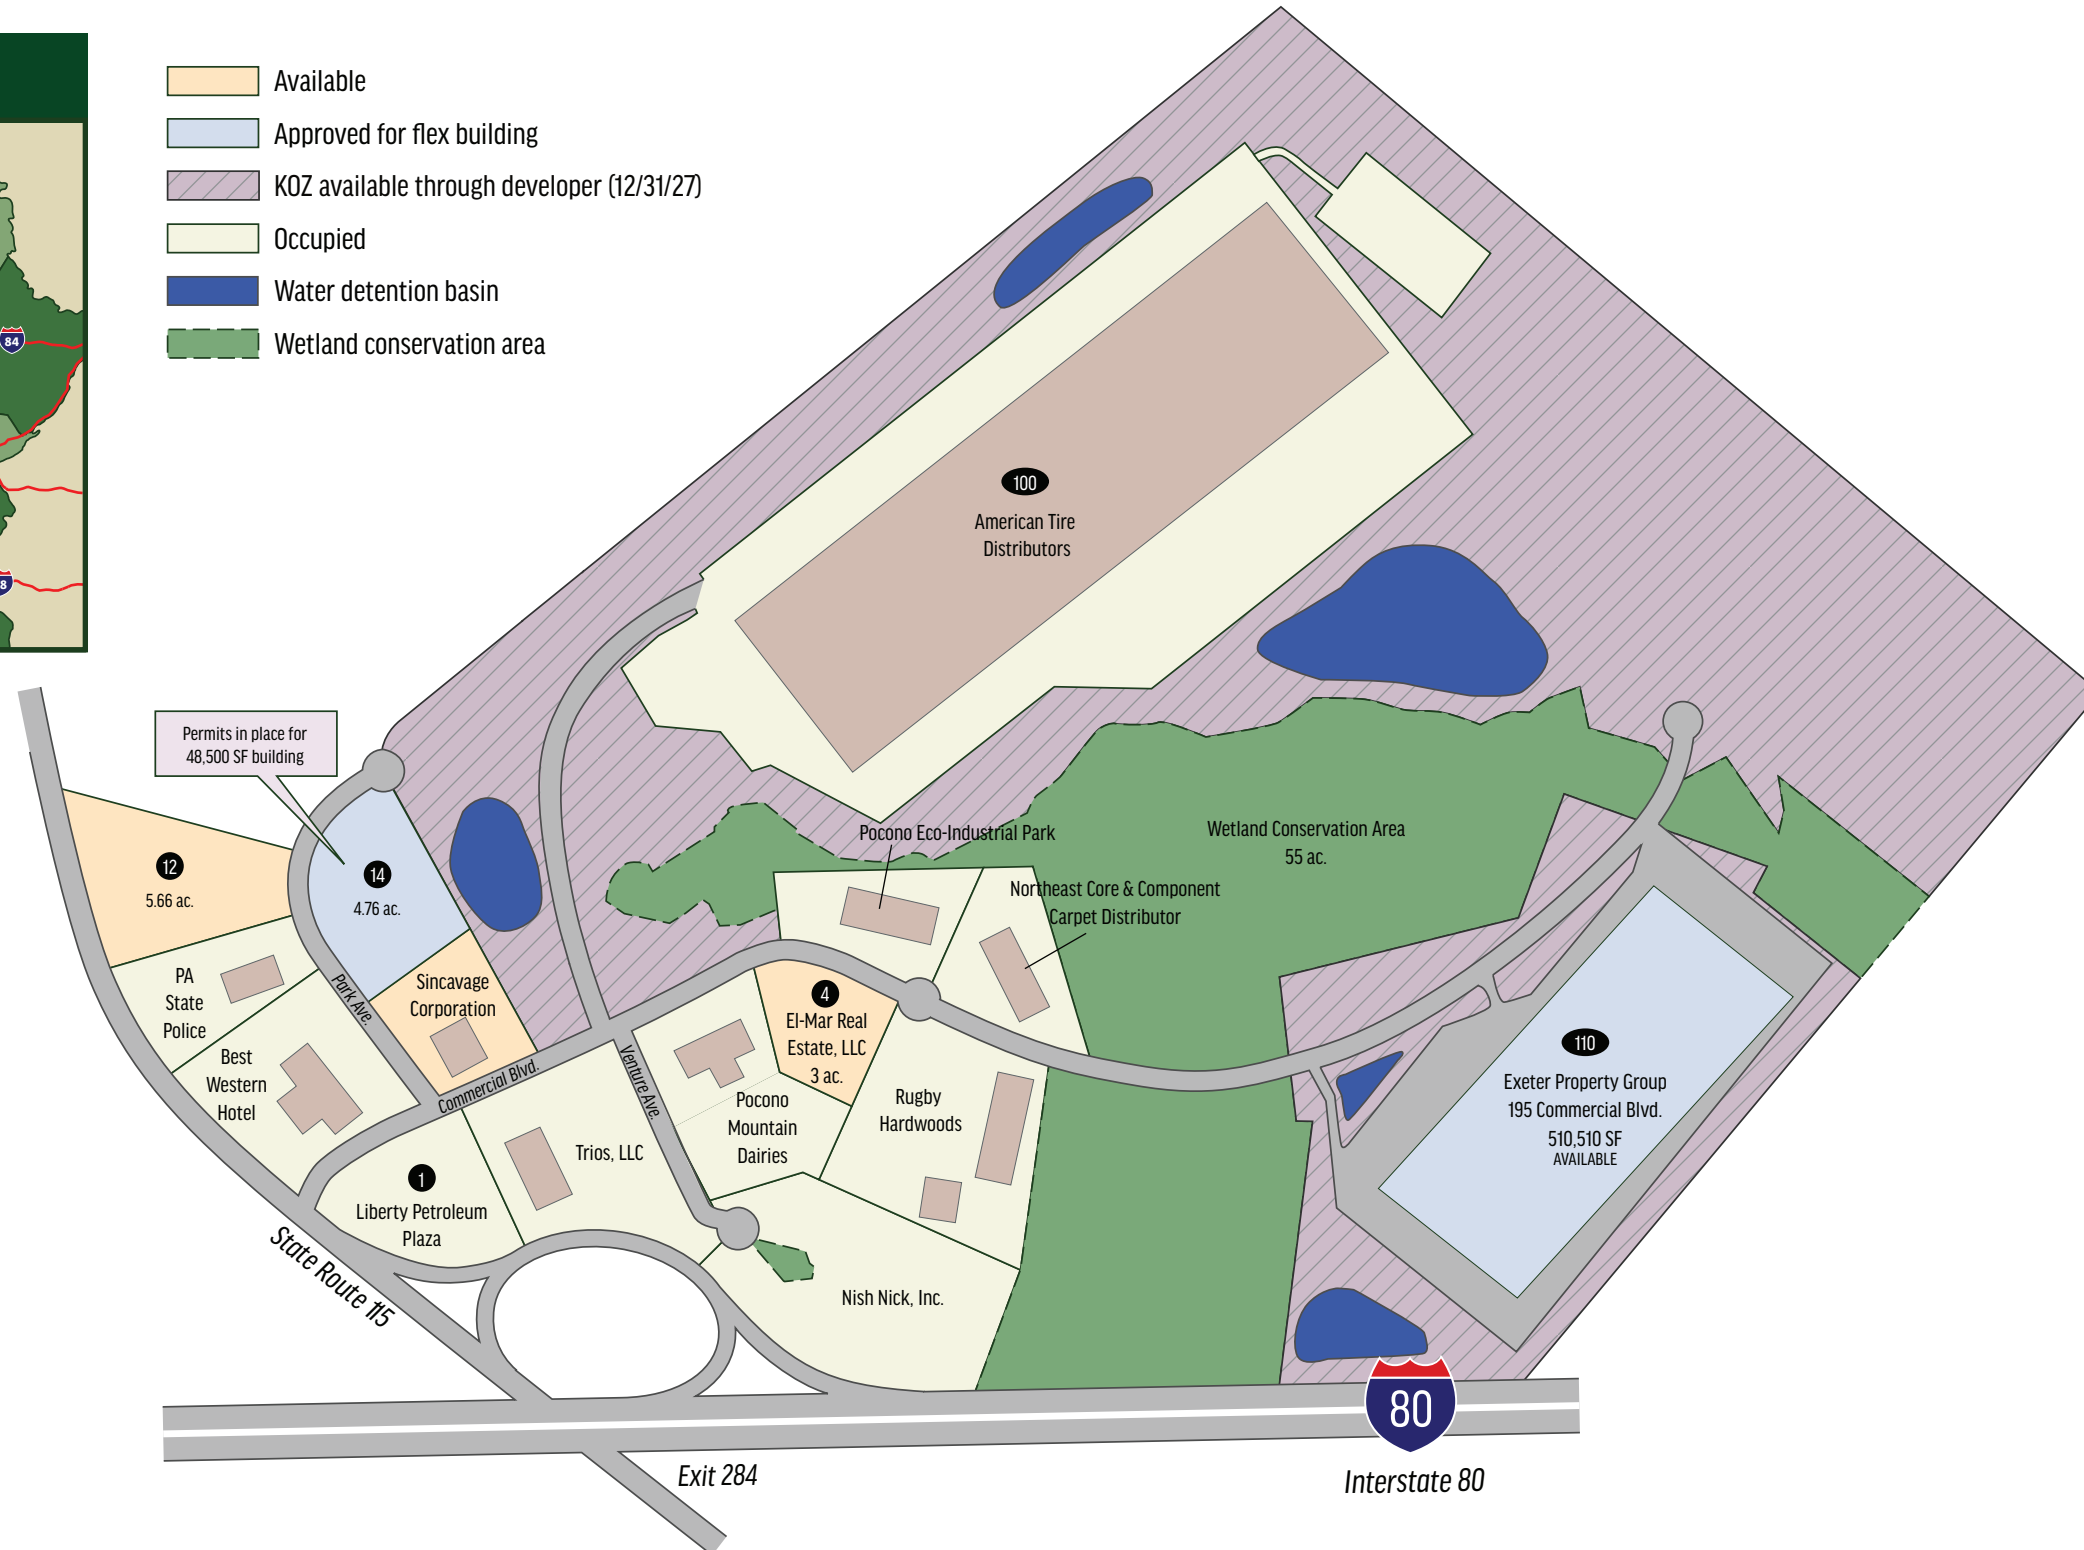 Available
Approved for flex building
KOZ available through developer (12/31/27)
Occupied
Water detention basin
Wetland conservation area
84
8
100
American Tire
Distributors
Permits in place for
48,500 SF building
12
5.66 ac.
14
4.76 ac.
Pocono Eco-Industrial Park
Wetland Conservation Area
55 ac.
Northeast Core & Component
Carpet Distributor
PA
State
Police
Park Ave.
Sincavage
Corporation
4
El-Mar Real
Estate, LLC
3 ac.
Best
Western
Hotel
Commercial Blvd.
Venture Ave.
Pocono
Mountain
Dairies
Rugby
Hardwoods
110
Exeter Property Group
195 Commercial Blvd.
510,510 SF
AVAILABLE
Trios, LLC
1
Liberty Petroleum
Plaza
State Route 115
Nish Nick, Inc.
80
Exit 284
Interstate 80